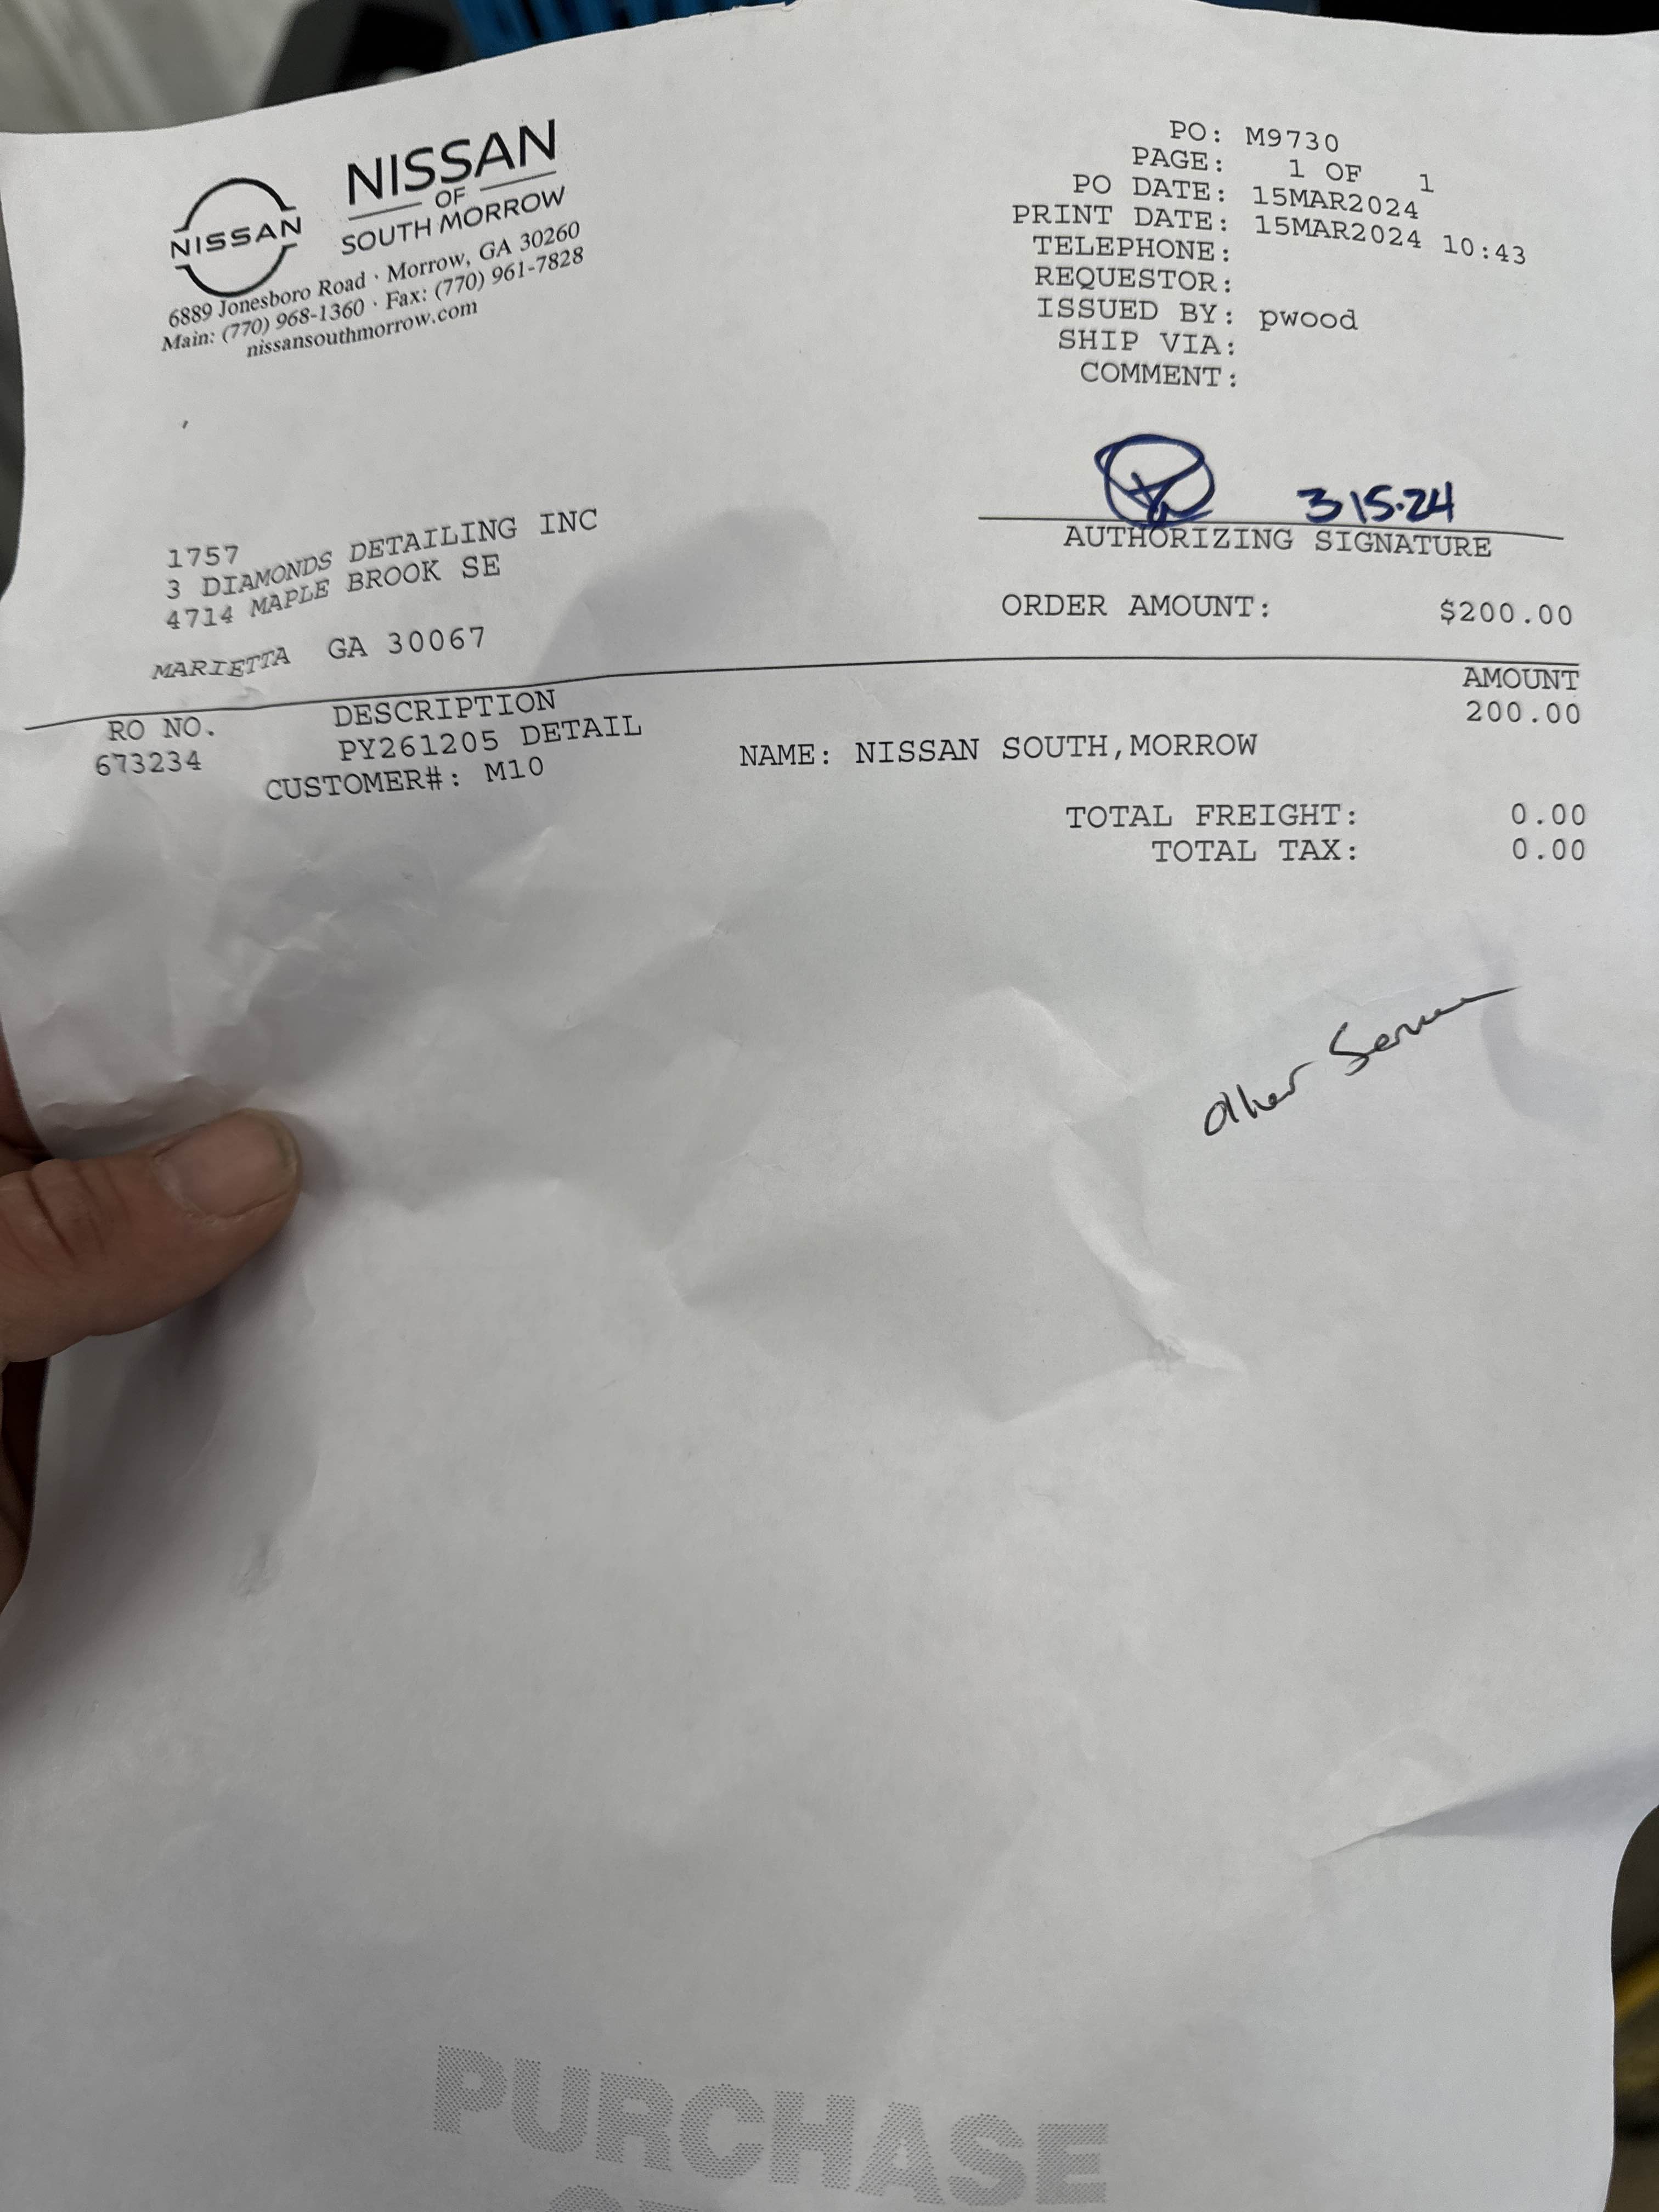 NISSAN
NISSAN
OF
SOUTH MORROW
6889 Jonesboro Road · Morrow, GA 30260
Main: (770) 968-1360 · Fax: (770) 961-7828
nissansouthmorrow.com
PO: M9730
PAGE: 1 OF 1
PO DATE: 15MAR2024
PRINT DATE: 15MAR2024 10:43
TELEPHONE:
REQUESTOR:
ISSUED BY: pwood
SHIP VIA:
COMMENT:
3 15·24
AUTHORIZING SIGNATURE
1757
3 DIAMONDS DETAILING INC
4714 MAPLE BROOK SE
MARIETTA GA 30067
ORDER AMOUNT: $200.00
RO NO. DESCRIPTION AMOUNT
673234 PY261205 DETAIL 200.00
CUSTOMER#: M10 NAME: NISSAN SOUTH,MORROW
TOTAL FREIGHT: 0.00
TOTAL TAX: 0.00
Other
PURCHASE